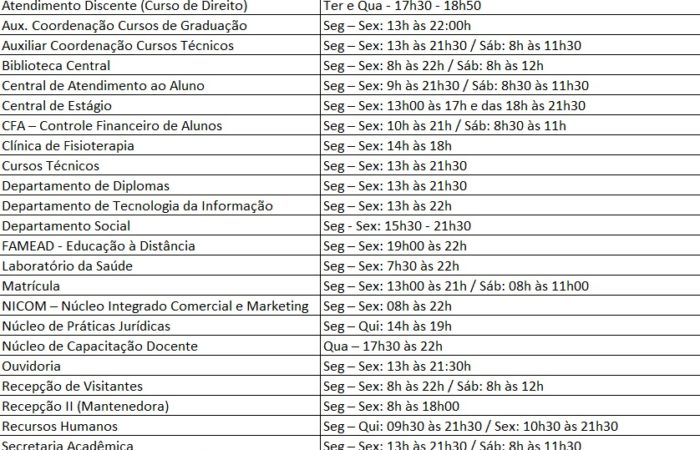 Atendimento Discente (Curso de Direito) Ter e Qua - 17h30 - 18h50
Aux. Coordenação Cursos de Graduação Seg – Sex: 13h às 22:00h
Auxiliar Coordenação Cursos Técnicos Seg – Sex: 13h às 21h30 / Sáb: 8h às 11h30
Biblioteca Central Seg – Sex: 8h às 22h / Sáb: 8h às 12h
Central de Atendimento ao Aluno Seg – Sex: 9h às 21h30 / Sáb: 8h30 às 11h30
Central de Estágio Seg – Sex: 13h00 às 17h e das 18h às 21h30
CFA – Controle Financeiro de Alunos Seg – Sex: 10h às 21h / Sáb: 8h30 às 11h
Clínica de Fisioterapia Seg – Sex: 14h às 18h
Cursos Técnicos Seg – Sex: 13h às 21h30
Departamento de Diplomas Seg – Sex: 13h às 21h30
Departamento de Tecnologia da Informação Seg – Sex: 13h às 22h
Departamento Social Seg - Sex: 15h30 - 21h30
FAMEAD - Educação à Distância Seg – Sex: 19h00 às 22h
Laboratório da Saúde Seg – Sex: 7h30 às 22h
Matrícula Seg – Sex: 13h00 às 21h / Sáb: 08h às 11h00
NICOM – Núcleo Integrado Comercial e Marketing Seg – Sex: 08h às 22h
Núcleo de Práticas Jurídicas Seg – Qui: 14h às 19h
Núcleo de Capacitação Docente Qua – 17h30 às 22h
Ouvidoria Seg – Sex: 13h às 21:30h
Recepção de Visitantes Seg – Sex: 8h às 22h / Sáb: 8h às 12h
Recepção II (Mantenedora) Seg – Sex: 8h às 18h00
Recursos Humanos Seg – Qui: 09h30 às 21h30 / Sex: 10h30 às 21h30
Secretaria Acadêmica Seg – Sex: 13h às 21h30 / Sáb: 8h às 11h30